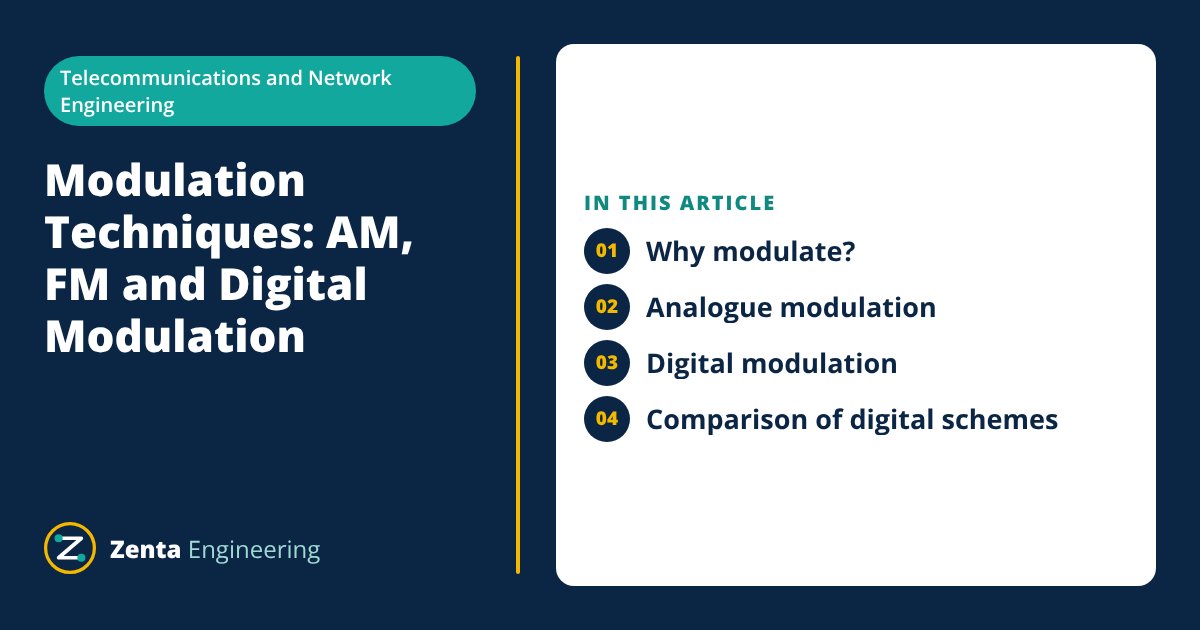 Telecommunications and Network
Engineering
Modulation
Techniques: AM,
FM and Digital
Modulation
Zenta Engineering
IN THIS ARTICLE
01 Why modulate?
02 Analogue modulation
03 Digital modulation
04 Comparison of digital schemes